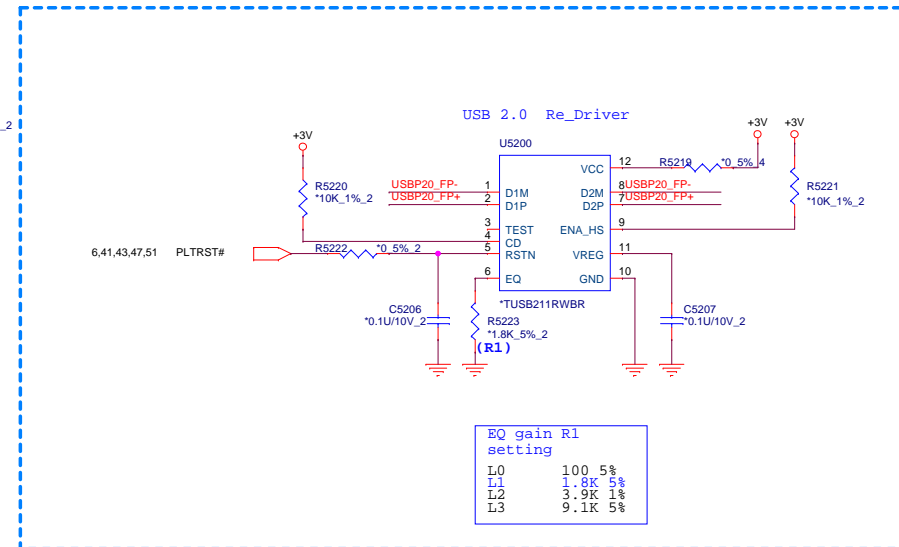 _2
USB 2.0 Re_Driver
+3V
+3V
+3V
U5200
VCC
12
R5219
*0_5%_4
R5220
*10K_1%_2
USBP20_FP-
1
D1M
D2M
8
USBP20_FP-
USBP20_FP+
2
D1P
D2P
7
USBP20_FP+
R5221
*10K_1%_2
3
TEST
ENA_HS
9
4
CD
6,41,43,47,51 PLTRST#
R5222
*0_5%_2
5
RSTN
VREG
11
6
EQ
GND
10
*TUSB211RWBR
C5206
*0.1U/10V_2
R5223
*1.8K_5%_2
(R1)
C5207
*0.1U/10V_2
EQ gain R1
setting
L0 100 5%
L1 1.8K 5%
L2 3.9K 1%
L3 9.1K 5%